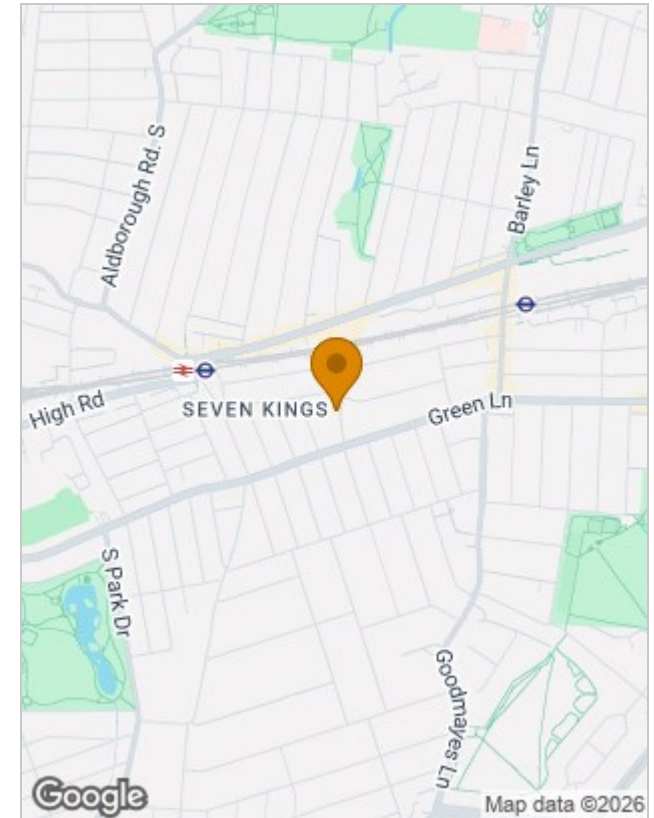 Aldborough Rd. S
Barley Ln
High Rd
SEVEN KINGS
Green Ln
S Park Dr
Goodmayes Ln
Google
Map data ©2026